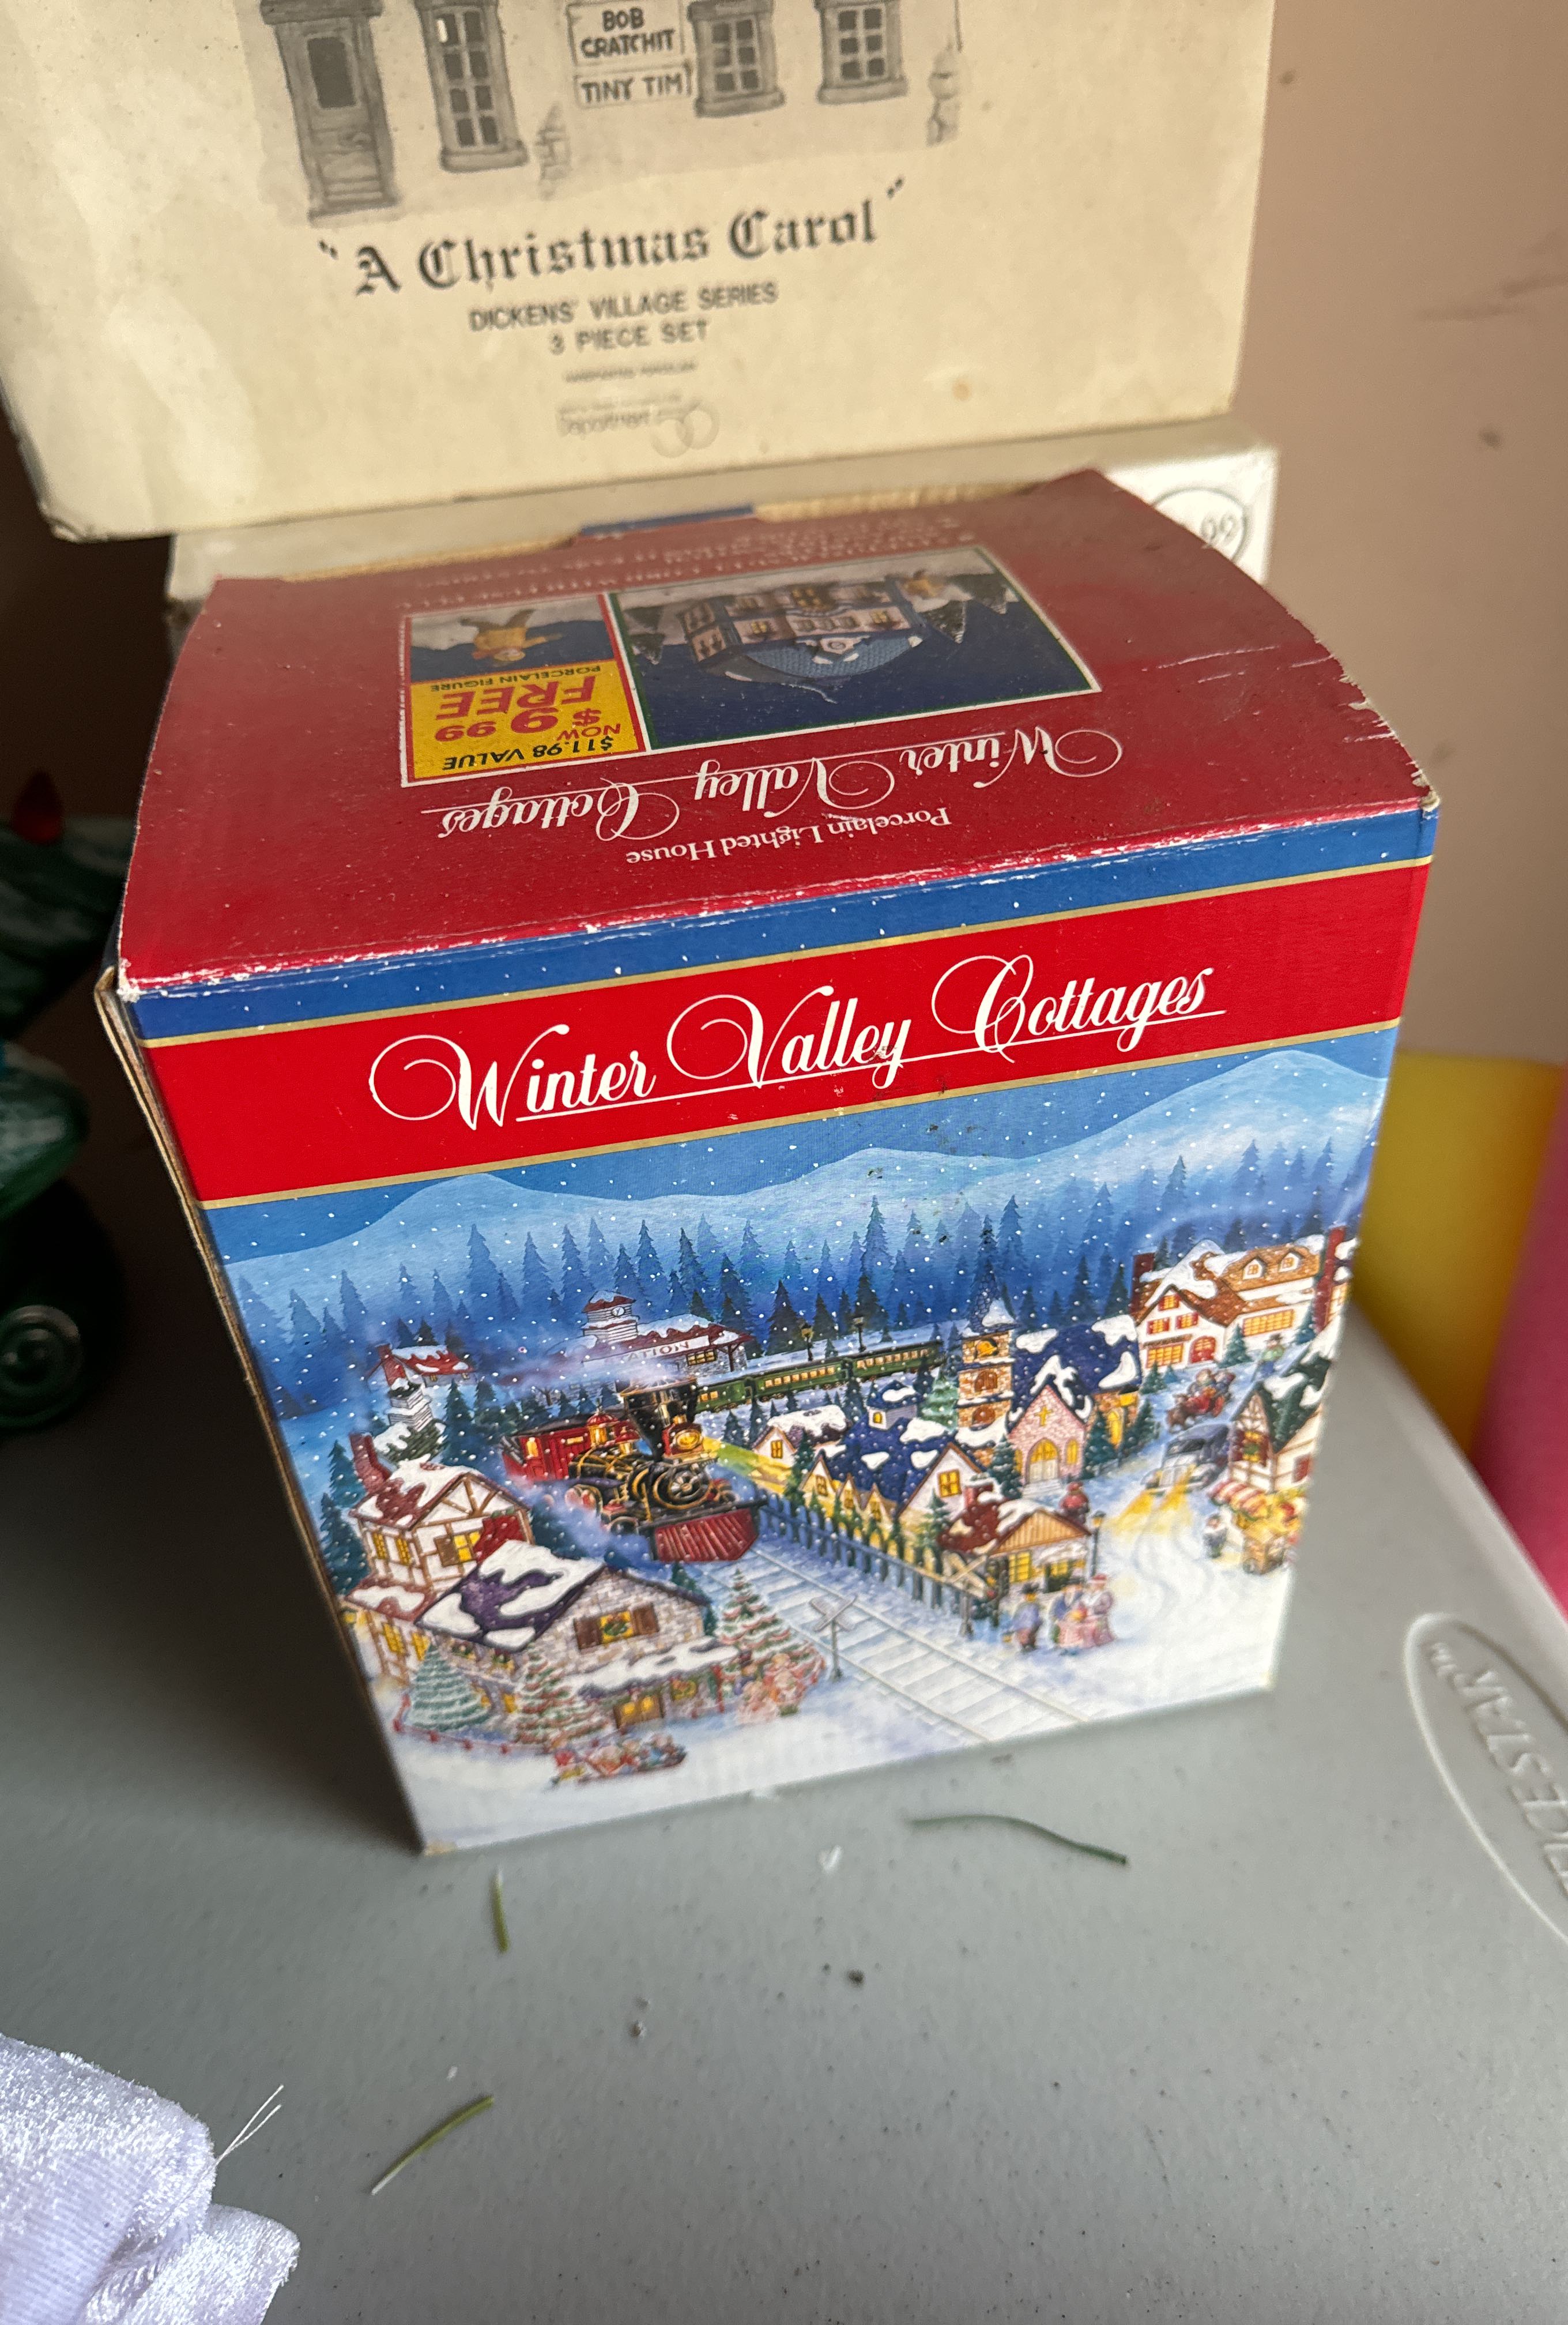 BOB
CRATCHIT
TINY TIM
"A Christmas Carol"
DICKENS' VILLAGE SERIES
3 PIECE SET
Department
$11.98 VALUE
NOW
$9.99
FREE
PORCELAIN FIGURE
Porcelain Lighted House
Winter Valley Cottages
Winter Valley Cottages